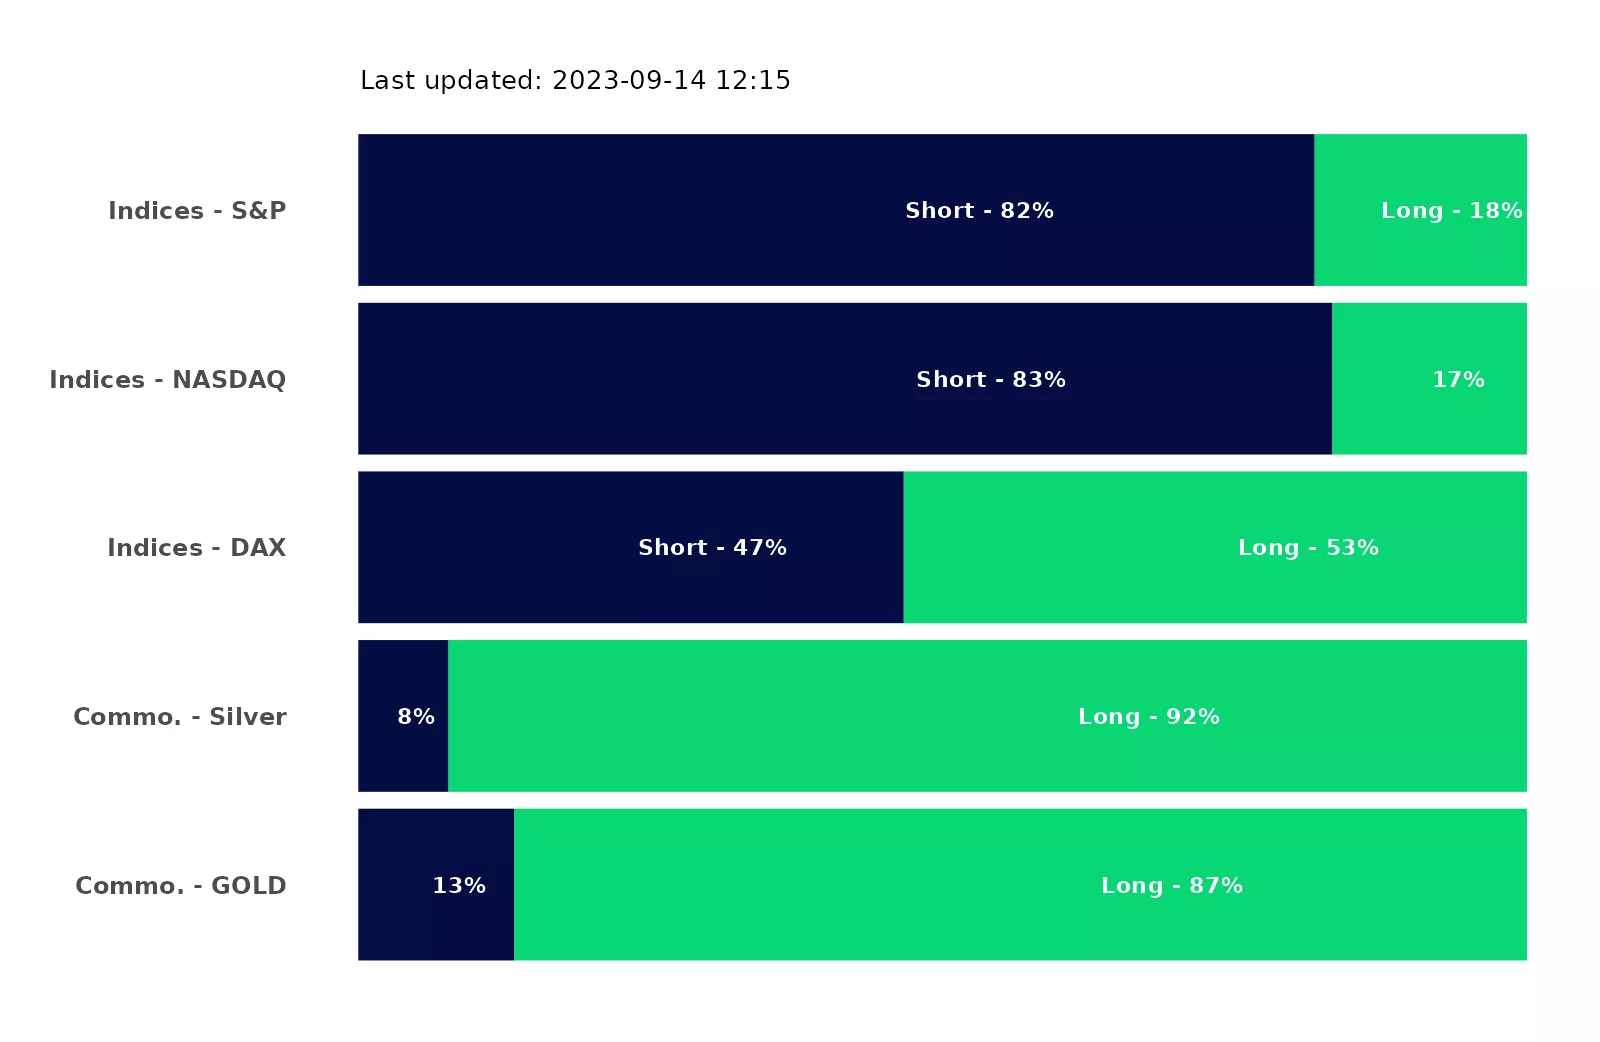 Last updated: 2023-09-14 12:15
Indices - S&P Short - 82% Long - 18%
Indices - NASDAQ Short - 83% 17%
Indices - DAX Short - 47% Long - 53%
Commo. - Silver 8% Long - 92%
Commo. - GOLD 13% Long - 87%